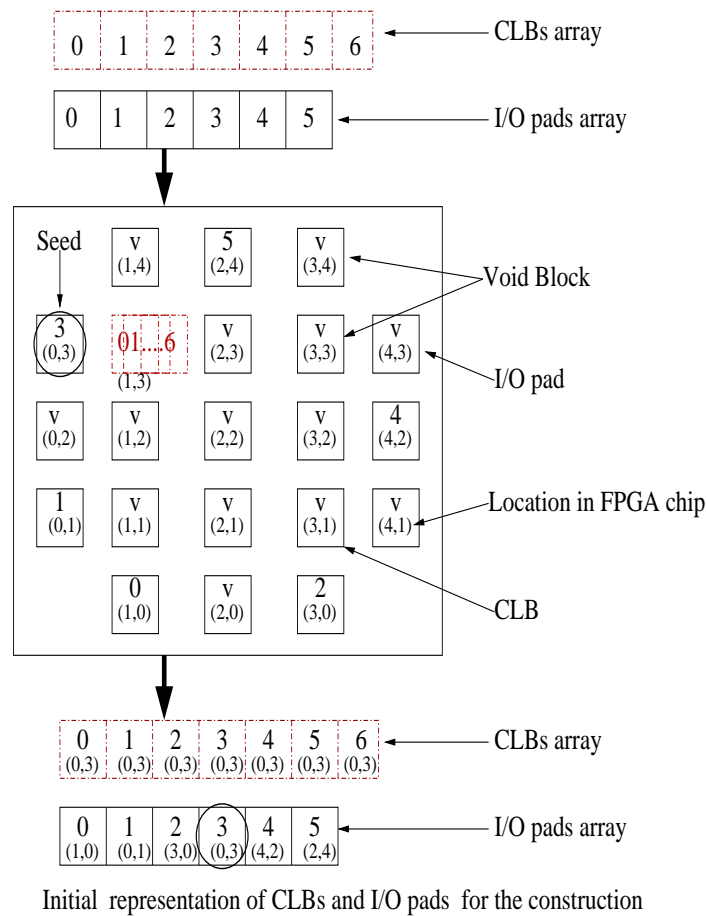 0 1 2 3 4 5 6 CLBs array
0 1 2 3 4 5 I/O pads array
Seed
v 5 v
(1,4) (2,4) (3,4)
Void Block
3 01....6 v v v
(0,3) (2,3) (3,3) (4,3)
(1,3)
I/O pad
v v v v 4
(0,2) (1,2) (2,2) (3,2) (4,2)
1 v v v v
(0,1) (1,1) (2,1) (3,1) (4,1)
Location in FPGA chip
0 v 2
(1,0) (2,0) (3,0)
CLB
0 1 2 3 4 5 6
(0,3) (0,3) (0,3) (0,3) (0,3) (0,3) (0,3)
CLBs array
0 1 2 3 4 5
(1,0) (0,1) (3,0) (0,3) (4,2) (2,4)
I/O pads array
Initial representation of CLBs and I/O pads for the construction